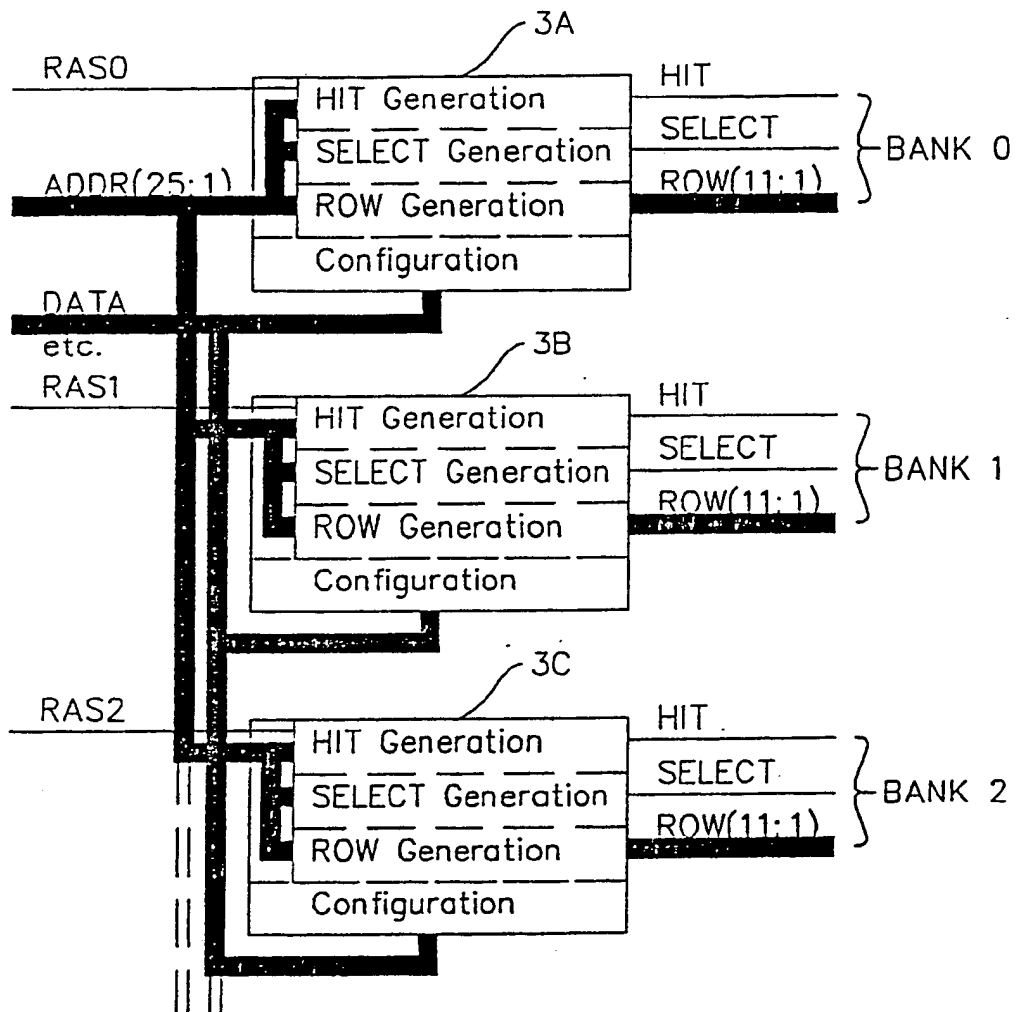 3A
RAS0
HIT Generation
HIT
SELECT Generation
SELECT
BANK 0
ADDR(25:1)
ROW Generation
ROW(11:1)
Configuration
DATA
etc.
3B
RAS1
HIT Generation
HIT
SELECT Generation
SELECT
BANK 1
ROW Generation
ROW(11:1)
Configuration
3C
RAS2
HIT Generation
HIT
SELECT Generation
SELECT
BANK 2
ROW Generation
ROW(11:1)
Configuration